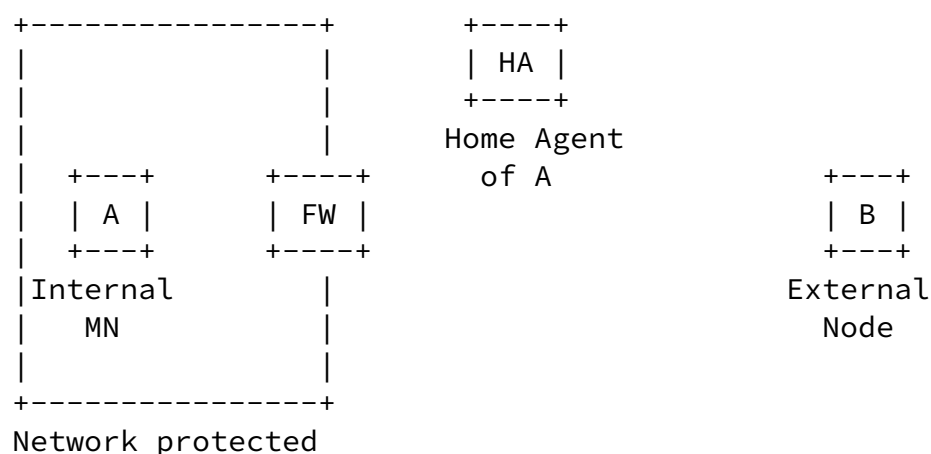 HA
Home Agent
of A
A
FW
B
Internal
MN
External
Node
Network protected